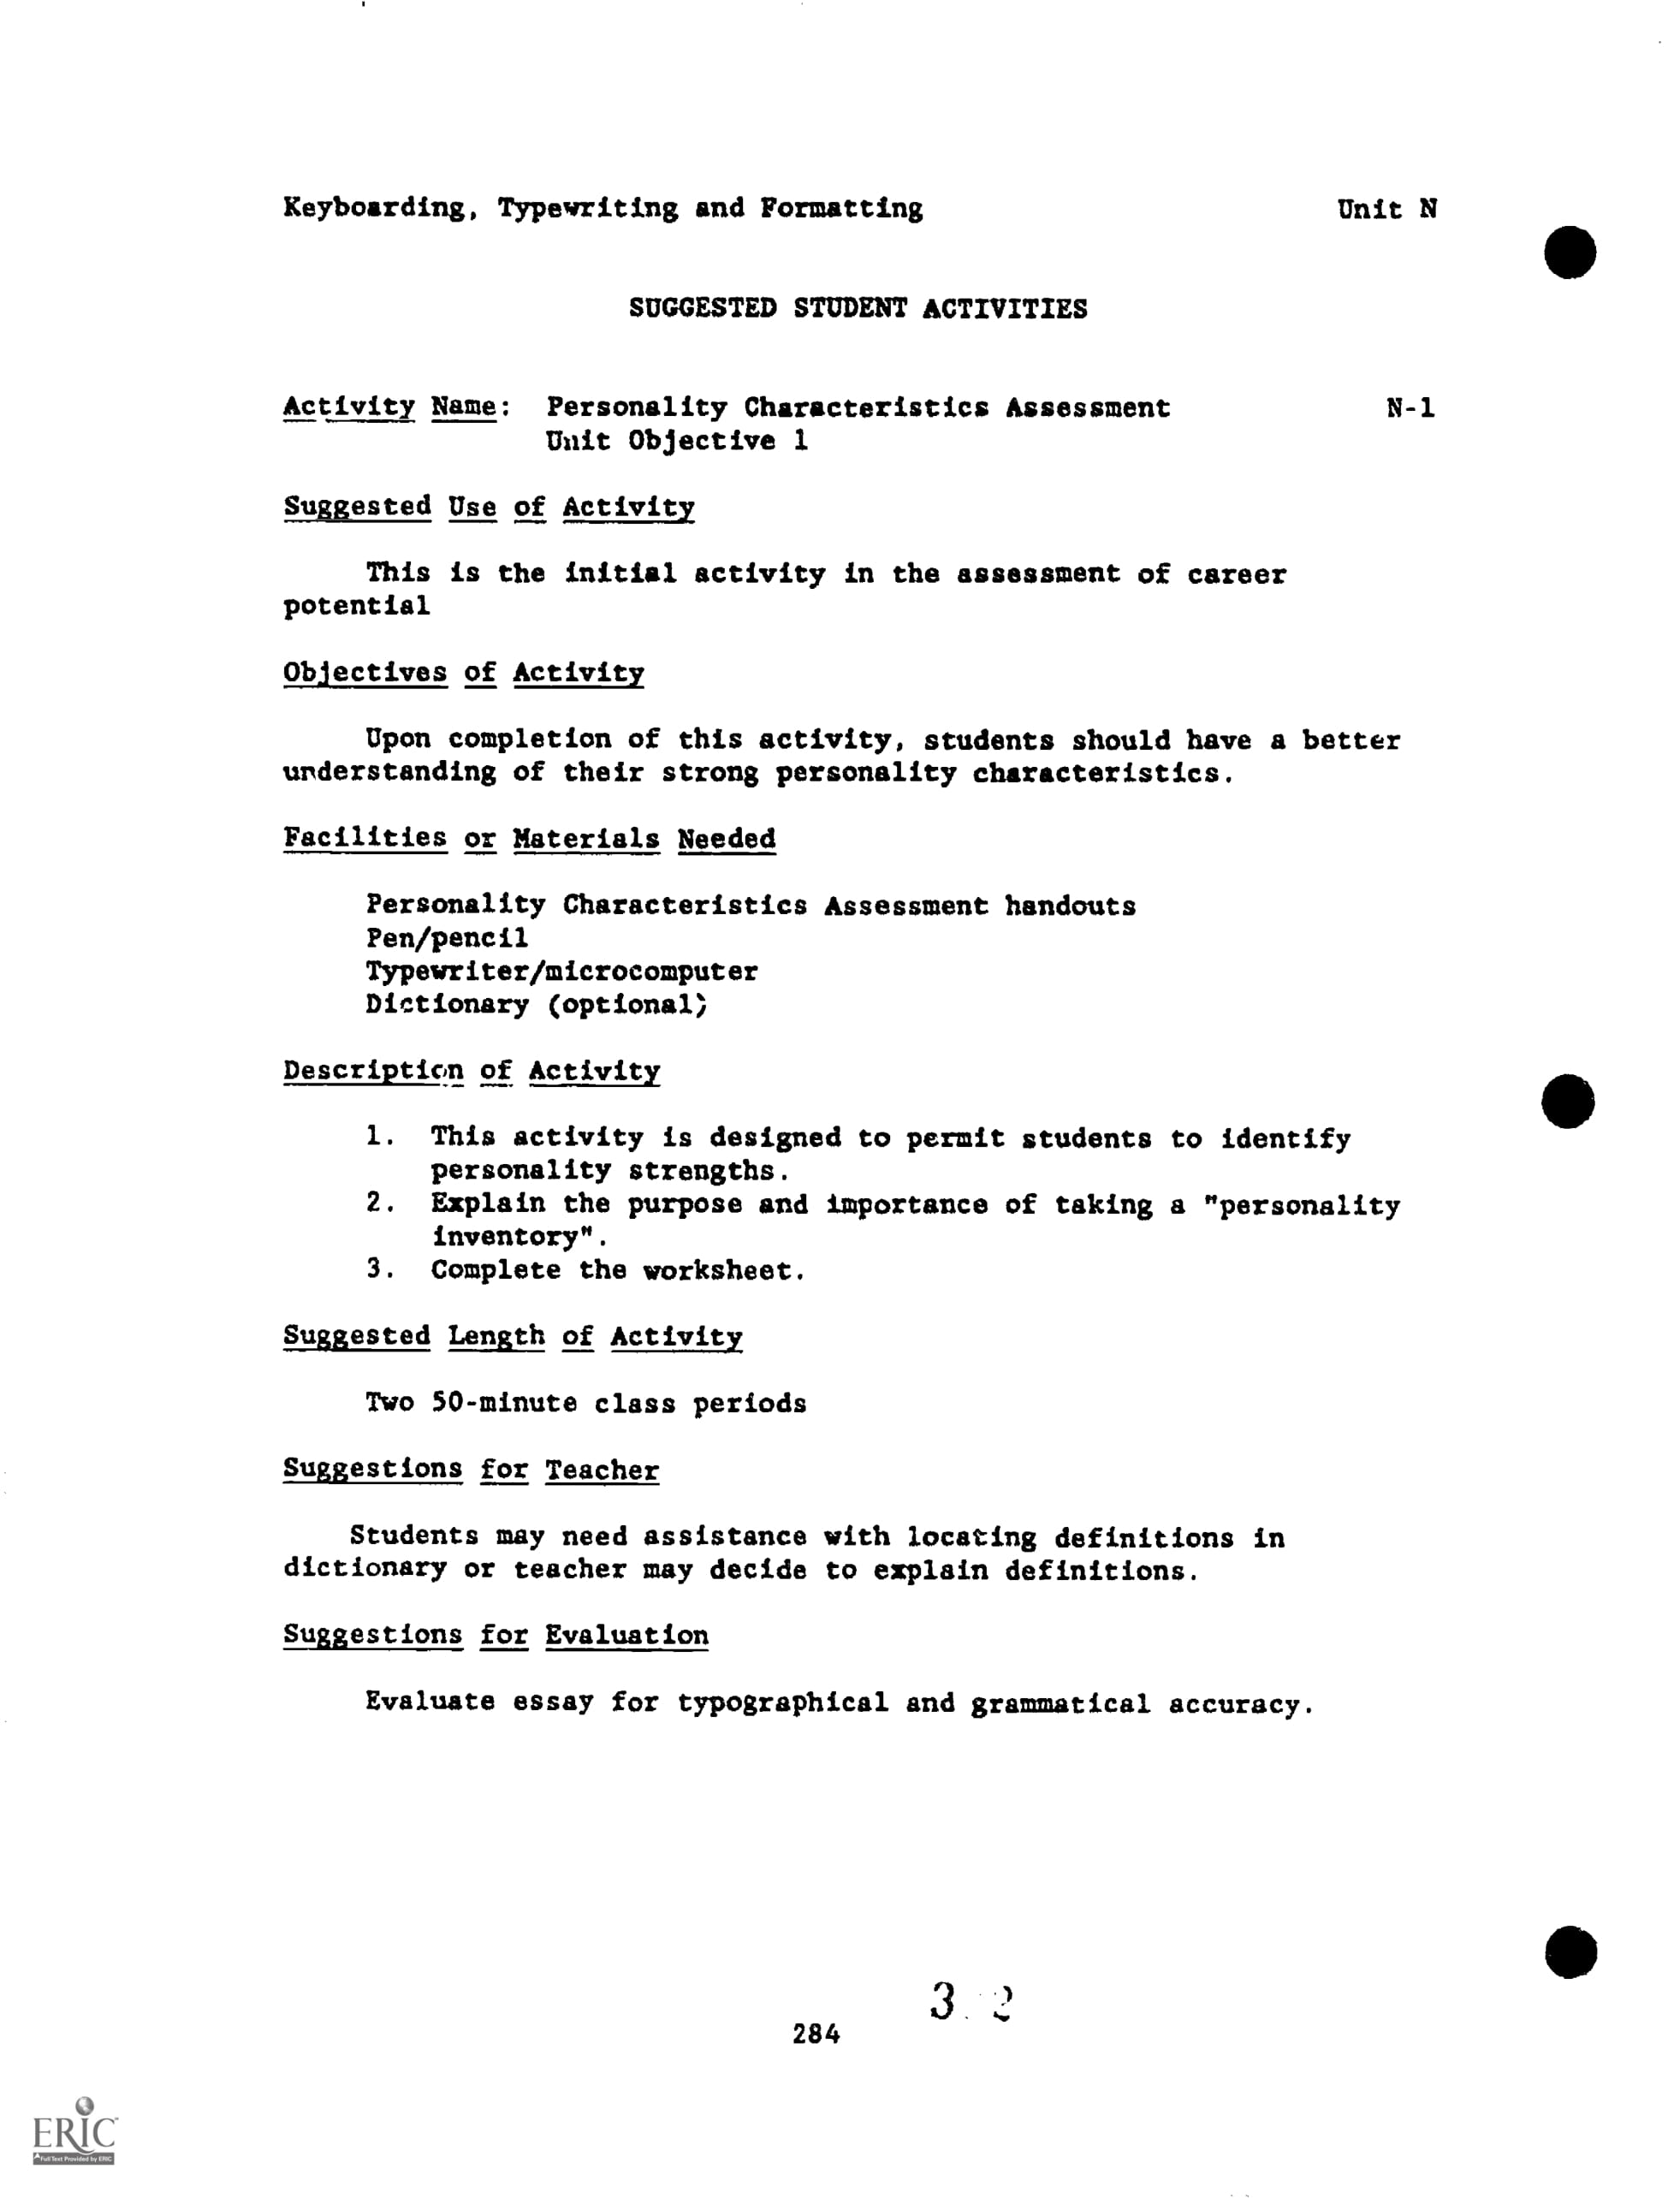 Keyboarding, Typewriting and Formatting Unit N
SUGGESTED STUDENT ACTIVITIES
Activity Name: Personality Characteristics Assessment N-1
Unit Objective 1
Suggested Use of Activity
This is the initial activity in the assessment of career
potential
Objectives of Activity
Upon completion of this activity, students should have a better
understanding of their strong personality characteristics.
Facilities or Materials Needed
Personality Characteristics Assessment handouts
Pen/pencil
Typewriter/microcomputer
Dictionary (optional)
Description of Activity
1. This activity is designed to permit students to identify
personality strengths.
2. Explain the purpose and importance of taking a "personality
inventory".
3. Complete the worksheet.
Suggested Length of Activity
Two 50-minute class periods
Suggestions for Teacher
Students may need assistance with locating definitions in
dictionary or teacher may decide to explain definitions.
Suggestions for Evaluation
Evaluate essay for typographical and grammatical accuracy.
284
ERIC
Full Text Provided by ERIC